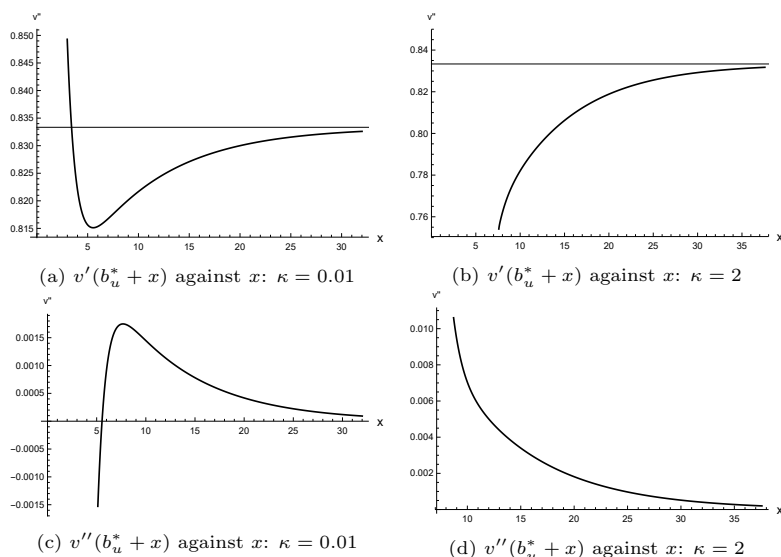 v''
0.850
0.845
0.840
0.835
0.830
0.825
0.820
0.815
5 10 15 20 25 30
x
(a) v′(b*u + x) against x: κ = 0.01
v''
0.84
0.82
0.80
0.78
0.76
5 10 15 20 25 30 35
x
(b) v′(b*u + x) against x: κ = 2
v''
0.0015
0.0010
0.0005
-0.0005
-0.0010
-0.0015
5 10 15 20 25 30
x
(c) v′′(b*u + x) against x: κ = 0.01
v''
0.010
0.008
0.006
0.004
0.002
10 15 20 25 30 35
x
(d) v′′(b*u + x) against x: κ = 2